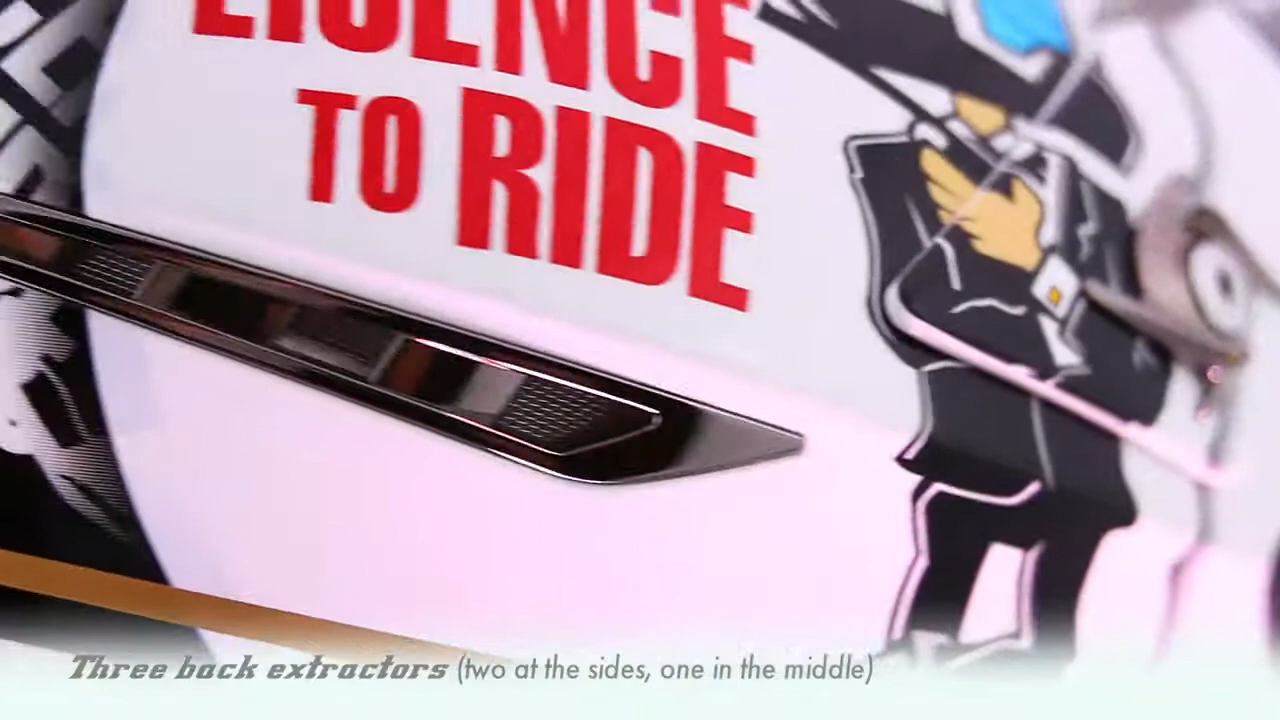 LICENCE
TO RIDE
Three back extractors (two at the sides, one in the middle)